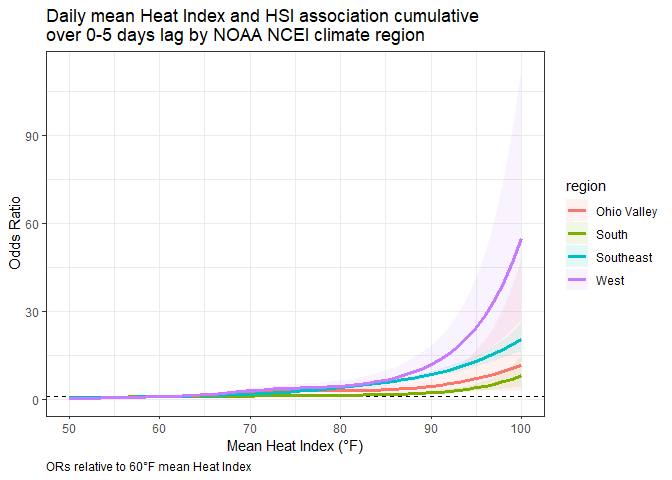 Daily mean Heat Index and HSI association cumulative
over 0-5 days lag by NOAA NCEI climate region
90
60
30
0
Odds Ratio
50 60 70 80 90 100
Mean Heat Index (°F)
ORs relative to 60°F mean Heat Index
region
Ohio Valley
South
Southeast
West